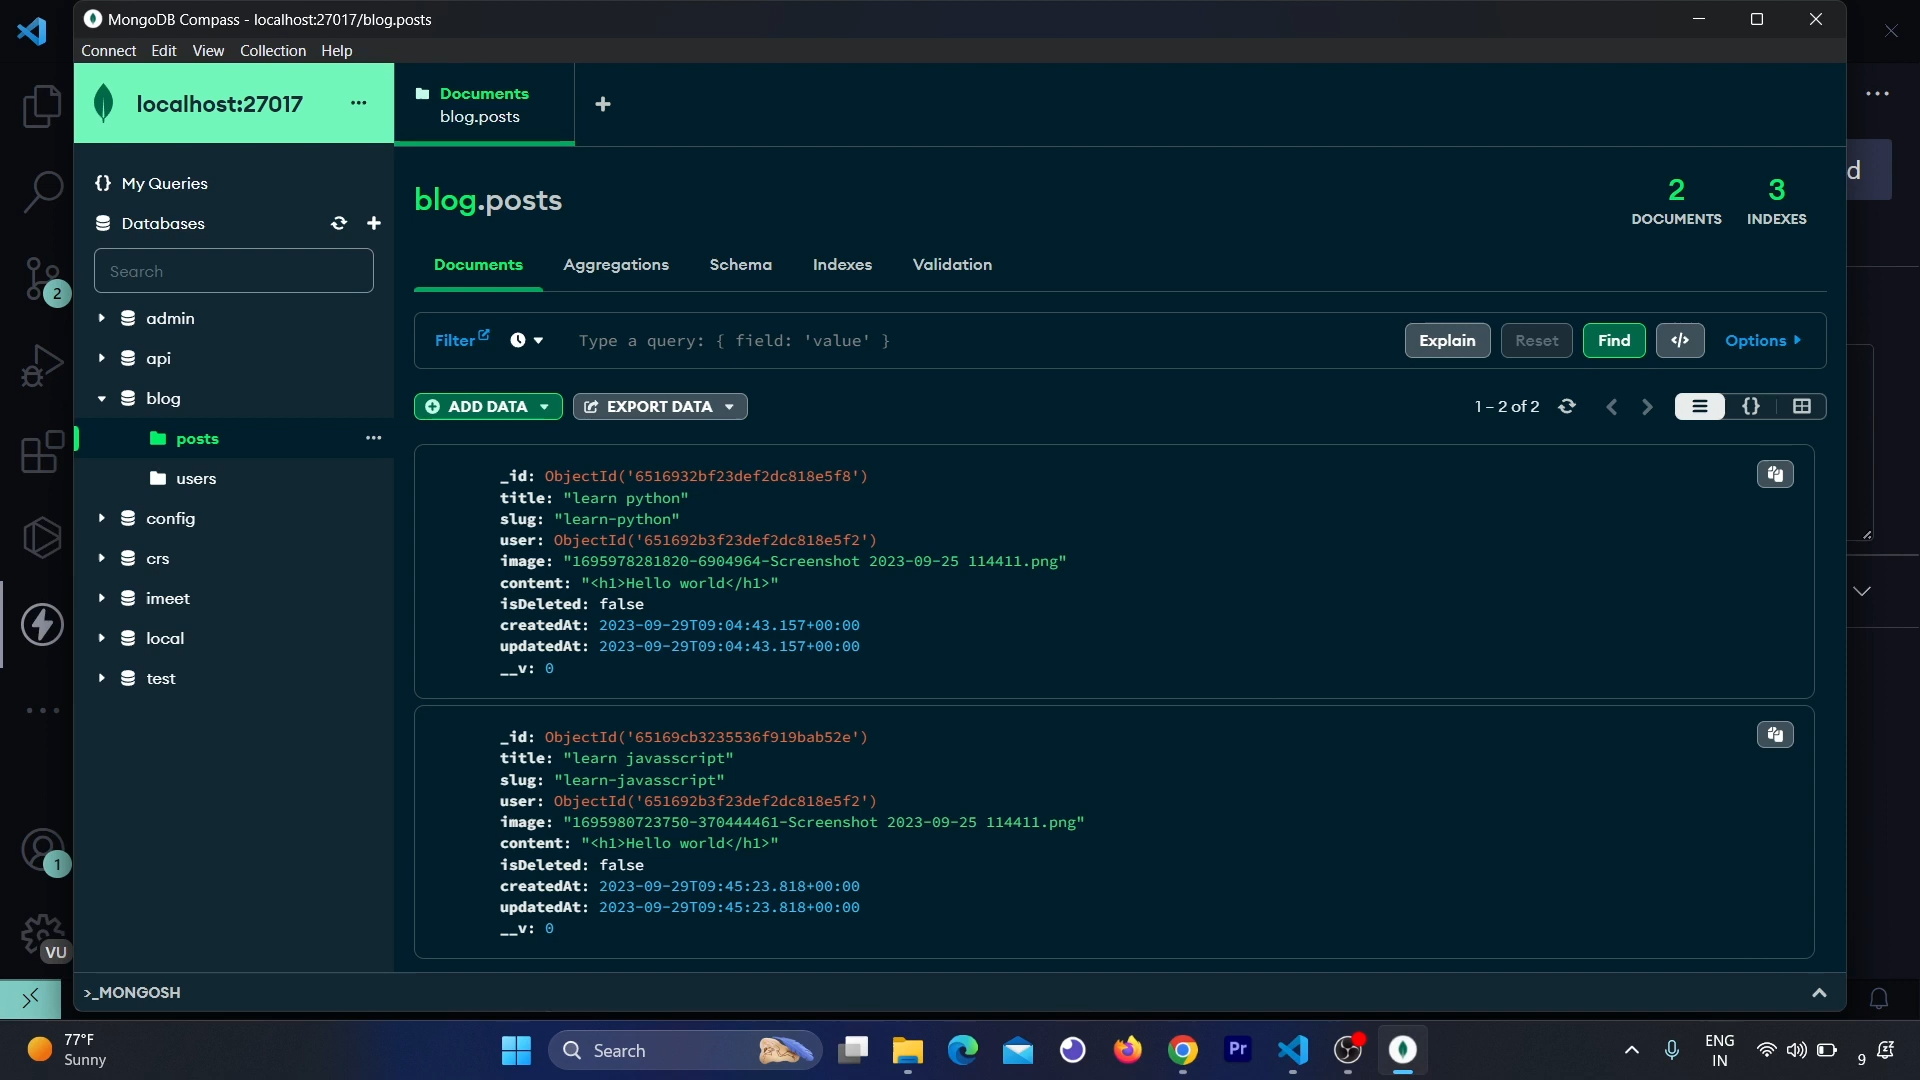 MongoDB Compass - localhost:27017/blog.posts
Connect Edit View Collection Help
localhost:27017 ...
Documents
blog.posts
My Queries
Databases
Search
admin
api
blog
posts ...
users
config
crs
imeet
local
test
blog.posts
2
DOCUMENTS
3
INDEXES
Documents Aggregations Schema Indexes Validation
Filter Type a query: { field: 'value' } Explain Reset Find </> Options
ADD DATA EXPORT DATA 1 – 2 of 2 {}
_id: ObjectId('6516932bf23def2dc818e5f8')
title: "learn python"
slug: "learn-python"
user: ObjectId('651692b3f23def2dc818e5f2')
image: "1695978281820-6904964-Screenshot 2023-09-25 114411.png"
content: "<h1>Hello world</h1>"
isDeleted: false
createdAt: 2023-09-29T09:04:43.157+00:00
updatedAt: 2023-09-29T09:04:43.157+00:00
__v: 0
_id: ObjectId('65169cb3235536f919bab52e')
title: "learn javasscript"
slug: "learn-javasscript"
user: ObjectId('651692b3f23def2dc818e5f2')
image: "1695980723750-370444461-Screenshot 2023-09-25 114411.png"
content: "<h1>Hello world</h1>"
isDeleted: false
createdAt: 2023-09-29T09:45:23.818+00:00
updatedAt: 2023-09-29T09:45:23.818+00:00
__v: 0
>_MONGOSH
2
1
VU
d
77°F
Sunny
Search
Pr
ENG
IN
9